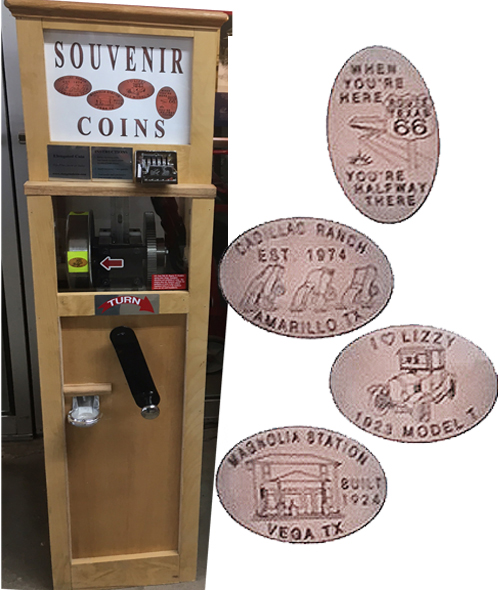 SOUVENIR
COINS
TURN
WHEN
YOU'RE
HERE
ROUTE
TEXAS
66
YOU'RE
HALFWAY
THERE
CADILLAC RANCH
EST. 1974
AMARILLO TX
I ♡ LIZZY
1923 MODEL T
MAGNOLIA STATION
BUILT
1924
VEGA TX